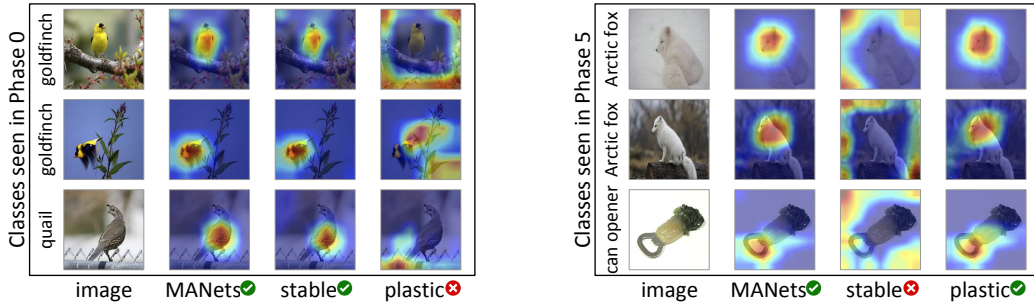 Classes seen in Phase 0
goldfinch
goldfinch
quail
image MANets stable plastic
Classes seen in Phase 5
Arctic fox
Arctic fox
can opener
image MANets stable plastic